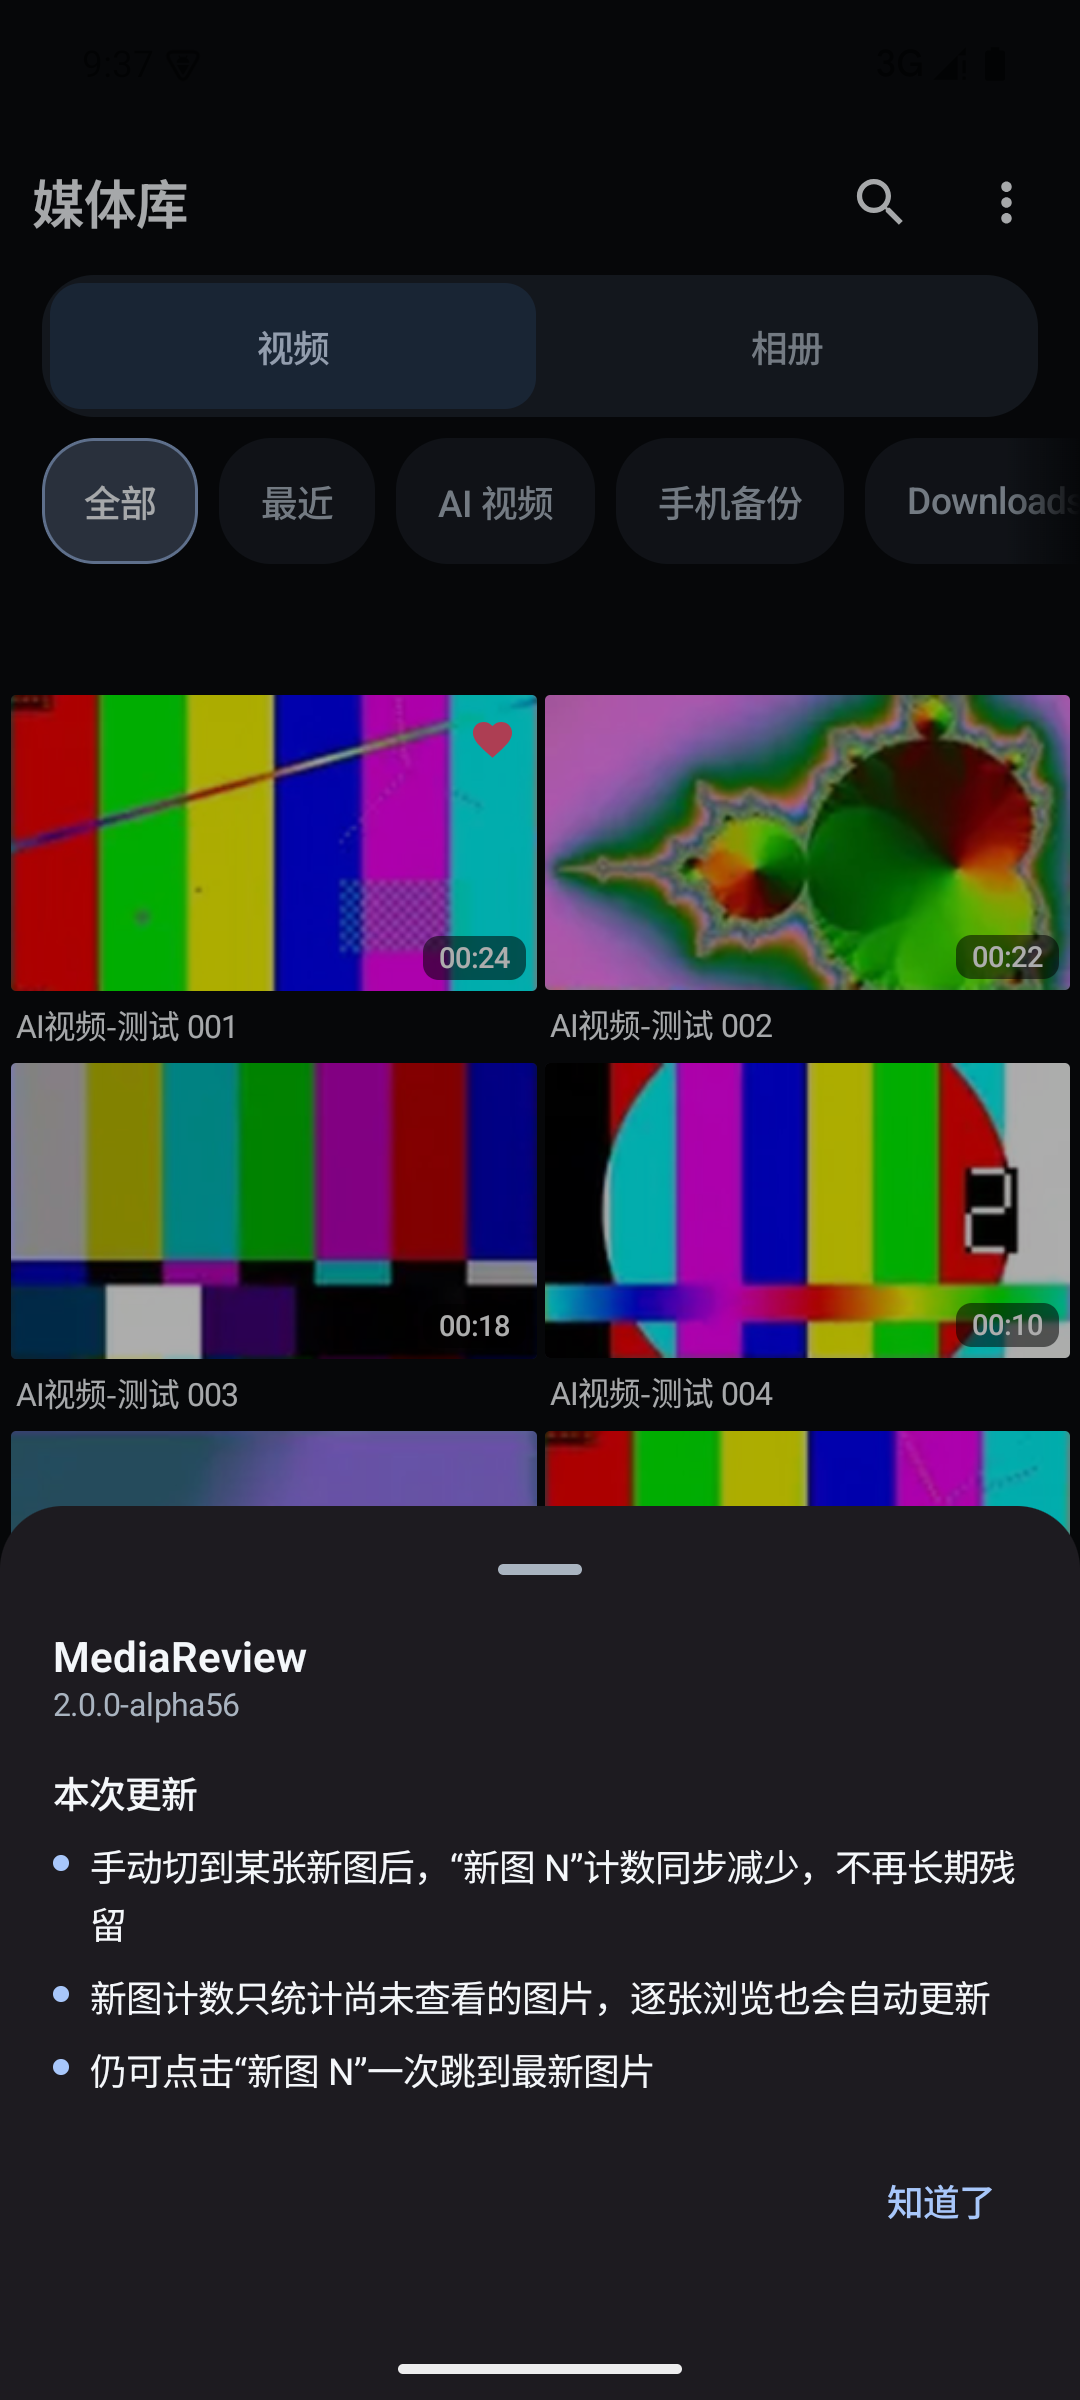 9:37
3G
媒体库
视频
相册
全部
最近
AI 视频
手机备份
Downloads
00:24
00:22
AI视频-测试 001
AI视频-测试 002
2
00:18
00:10
AI视频-测试 003
AI视频-测试 004
MediaReview
2.0.0-alpha56
本次更新
手动切到某张新图后，“新图 N”计数同步减少，不再长期残
留
新图计数只统计尚未查看的图片，逐张浏览也会自动更新
仍可点击“新图 N”一次跳到最新图片
知道了